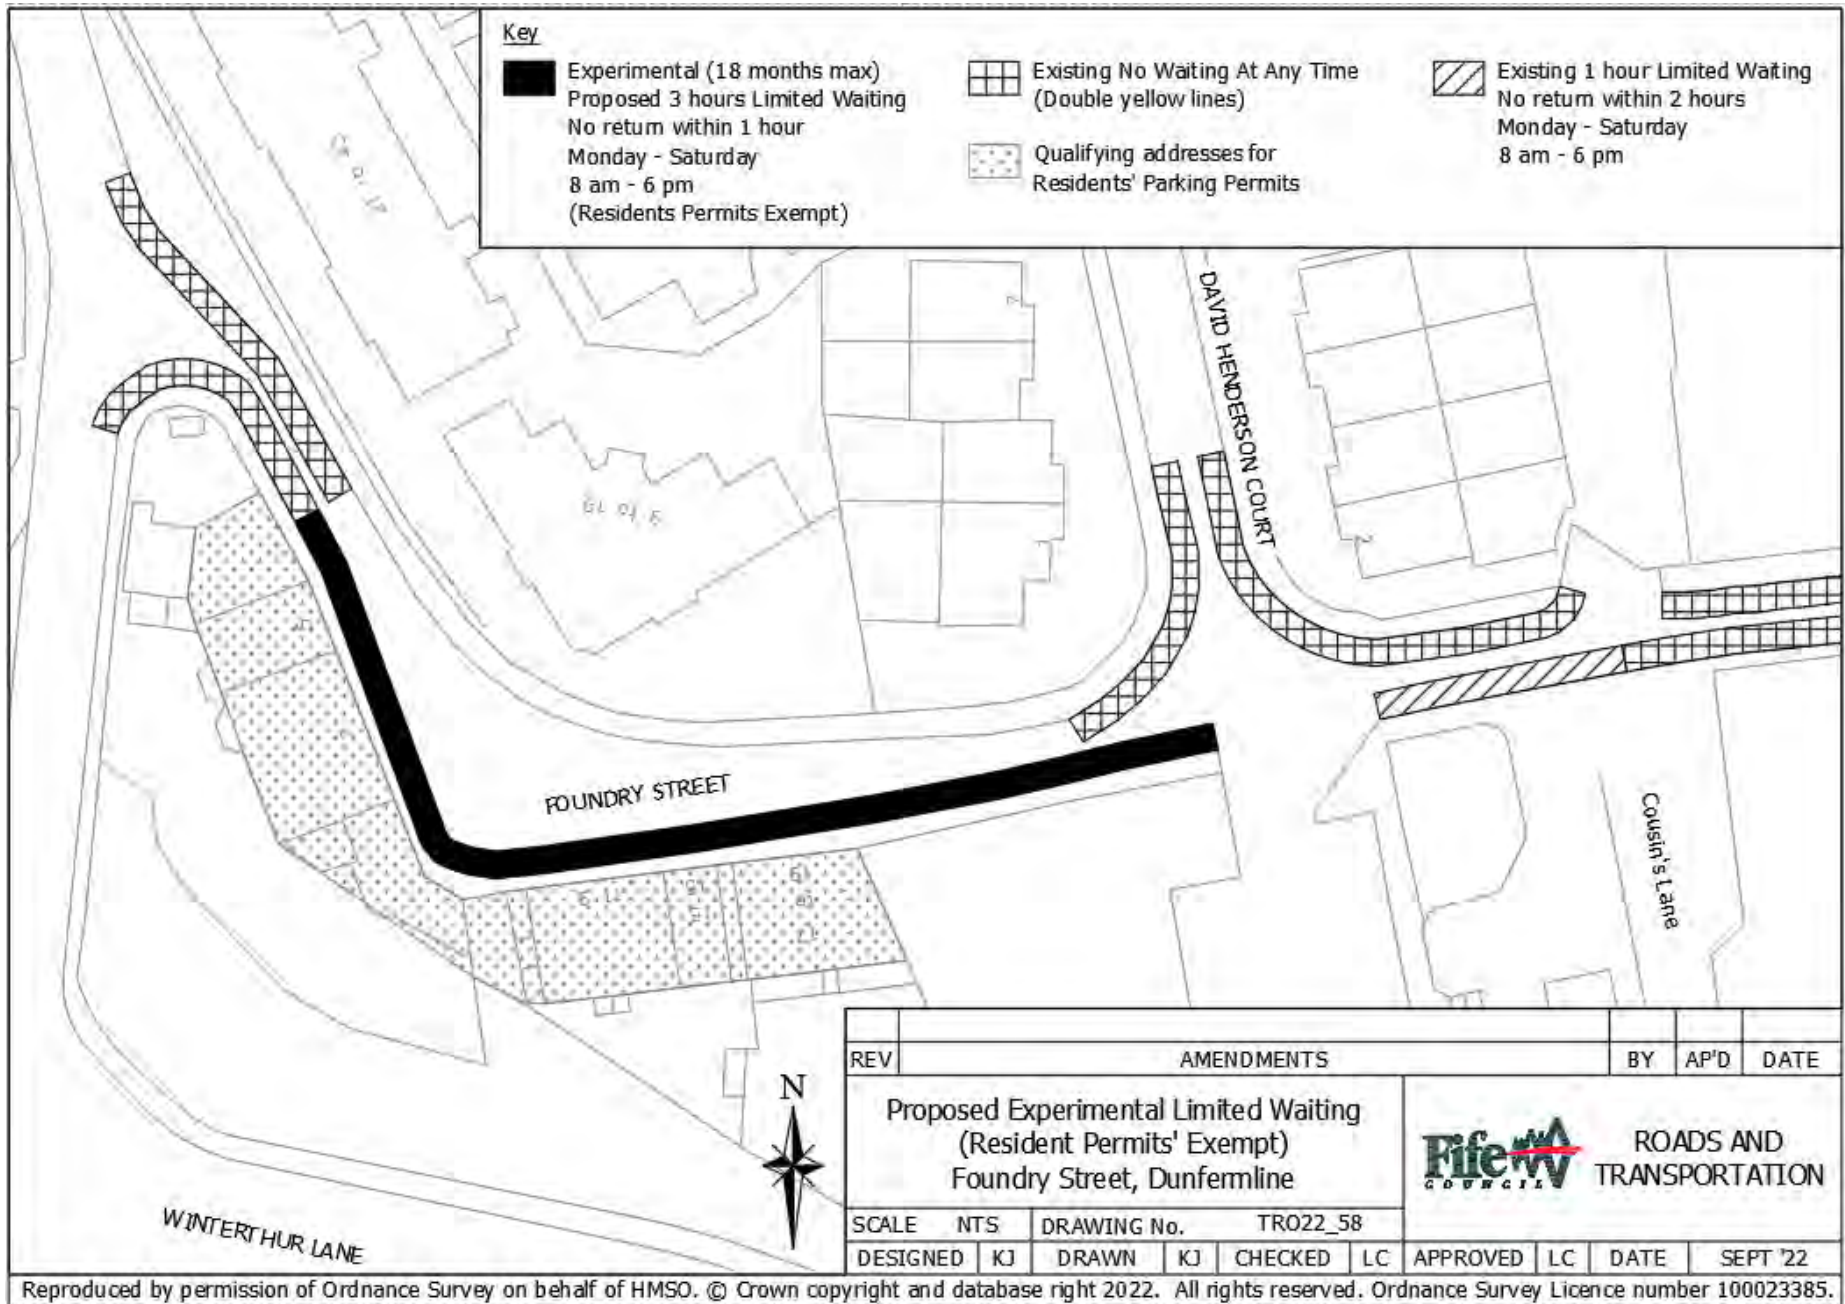 Key
Experimental (18 months max)
Proposed 3 hours Limited Waiting
No return within 1 hour
Monday - Saturday
8 am - 6 pm
(Residents Permits Exempt)
Existing No Waiting At Any Time
(Double yellow lines)
Qualifying addresses for
Residents' Parking Permits
Existing 1 hour Limited Waiting
No return within 2 hours
Monday - Saturday
8 am - 6 pm
DAVID HENDERSON COURT
9 to 15
2
FOUNDRY STREET
Cousin's Lane
WINTERTHUR LANE
N
REV
AMENDMENTS
BY
AP'D
DATE
Proposed Experimental Limited Waiting
(Resident Permits' Exempt)
Foundry Street, Dunfermline
Fife
COUNCIL
ROADS AND
TRANSPORTATION
SCALE NTS
DRAWING No. TRO22_58
DESIGNED KJ DRAWN KJ CHECKED LC APPROVED LC DATE SEPT '22
Reproduced by permission of Ordnance Survey on behalf of HMSO. © Crown copyright and database right 2022. All rights reserved. Ordnance Survey Licence number 100023385.